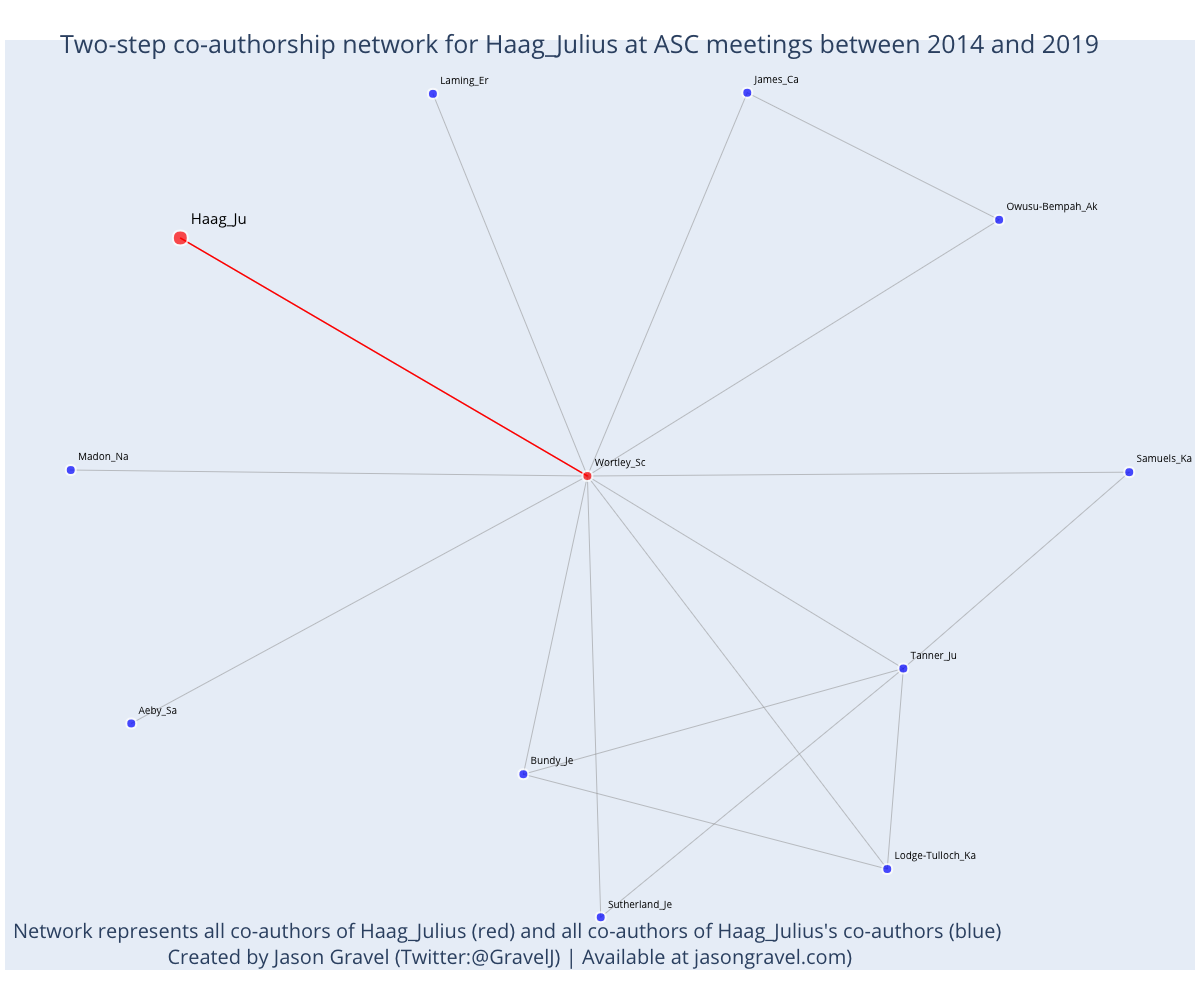 Two-step co-authorship network for Haag_Julius at ASC meetings between 2014 and 2019
Laming_Er
James_Ca
Owusu-Bempah_Ak
Haag_Ju
Madon_Na
Wortley_Sc
Samuels_Ka
Tanner_Ju
Aeby_Sa
Bundy_Je
Lodge-Tulloch_Ka
Sutherland_Je
Network represents all co-authors of Haag_Julius (red) and all co-authors of Haag_Julius's co-authors (blue)
Created by Jason Gravel (Twitter:@GravelJ) | Available at jasongravel.com)